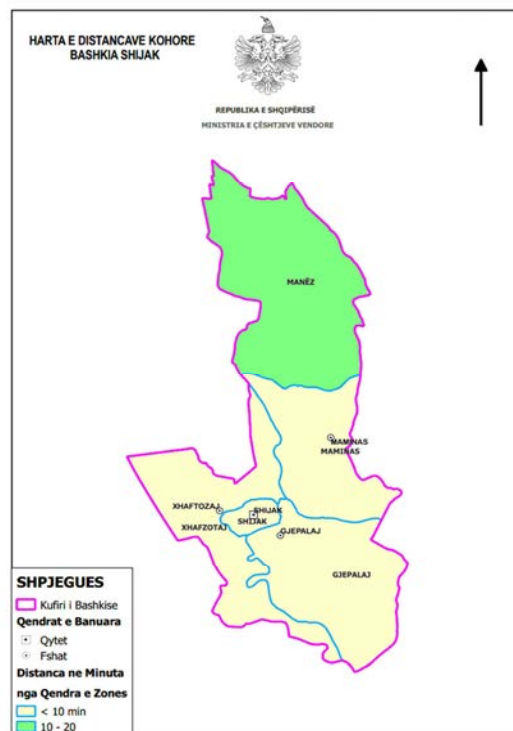 HARTA E DISTANCAVE KOHORE
BASHKIA SHIJAK
REPUBLIKA E SHQIPËRISË
MINISTRIA E ÇËSHTJEVE VENDORE
MANËZ
MAMINAS
MAMINAS
XHAFTOZAJ
SHIJAK
SHIJAK
XHAFZOTAJ
GJEPALAJ
GJEPALAJ
SHPJEGUES
Kufiri i Bashkise
Qendrat e Banuara
Qytet
Fshat
Distanca ne Minuta
nga Qendra e Zones
< 10 min
10 - 20